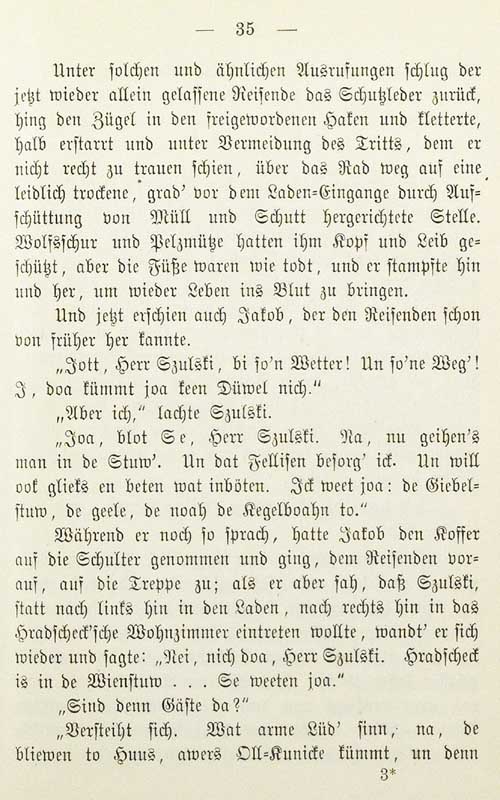 — 35 —
Unter solchen und ähnlichen Ausrufungen schlug der
jetzt wieder allein gelassene Reisende das Schutzleder zurück,
hing den Zügel in den freigewordenen Haken und kletterte,
halb erstarrt und unter Vermeidung des Tritts, dem er
nicht recht zu trauen schien, über das Rad weg auf eine
leidlich trockene, grad' vor dem Laden-Eingange durch Auf-
schüttung von Müll und Schutt hergerichtete Stelle.
Wolfsschur und Pelzmütze hatten ihm Kopf und Leib ge-
schützt, aber die Füße waren wie todt, und er stampfte hin
und her, um wieder Leben ins Blut zu bringen.
Und jetzt erschien auch Jakob, der den Reisenden schon
von früher her kannte.
„Jott, Herr Szulski, bi so'n Wetter! Un so'ne Weg'!
I, doa kümmt joa keen Düwel nich.“
„Aber ich,“ lachte Szulski.
„Joa, blot Se, Herr Szulski. Na, nu geihen's
man in de Stuw'. Un dat Fellisen besorg' ick. Un will
ook glieks en beten wat inböten. Ick weet joa: de Giebel-
stuw, de geele, de noah de Kegelboahn to.“
Während er noch so sprach, hatte Jakob den Koffer
auf die Schulter genommen und ging, dem Reisenden vor-
auf, auf die Treppe zu; als er aber sah, daß Szulski,
statt nach links hin in den Laden, nach rechts hin in das
Hradscheck'sche Wohnzimmer eintreten wollte, wandt' er sich
wieder und sagte: „Nei, nich doa, Herr Szulski. Hradscheck
is in de Wienstuw . . . Se weeten joa.“
„Sind denn Gäste da?“
„Versteiht sich. Wat arme Lüd' sinn, na, de
bliewen to Huus, awers Oll-Kunicke kümmt, un denn
3*